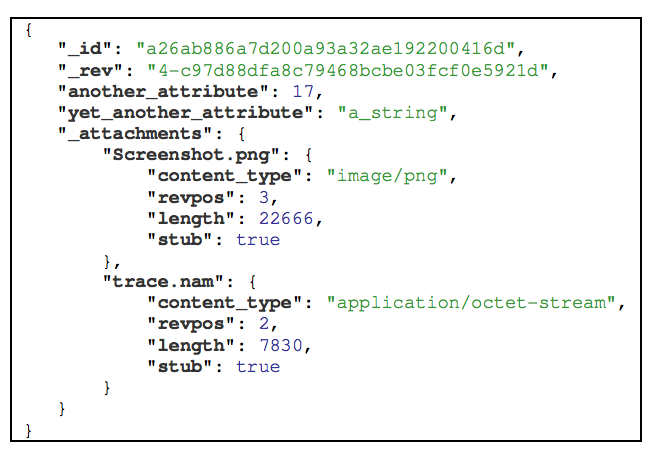 {
    "_id": "a26ab886a7d200a93a32ae192200416d",
    "_rev": "4-c97d88dfa8c79468bcbe03fcf0e5921d",
    "another_attribute": 17,
    "yet_another_attribute": "a_string",
    "_attachments": {
        "Screenshot.png": {
            "content_type": "image/png",
            "revpos": 3,
            "length": 22666,
            "stub": true
        },
        "trace.nam": {
            "content_type": "application/octet-stream",
            "revpos": 2,
            "length": 7830,
            "stub": true
        }
    }
}